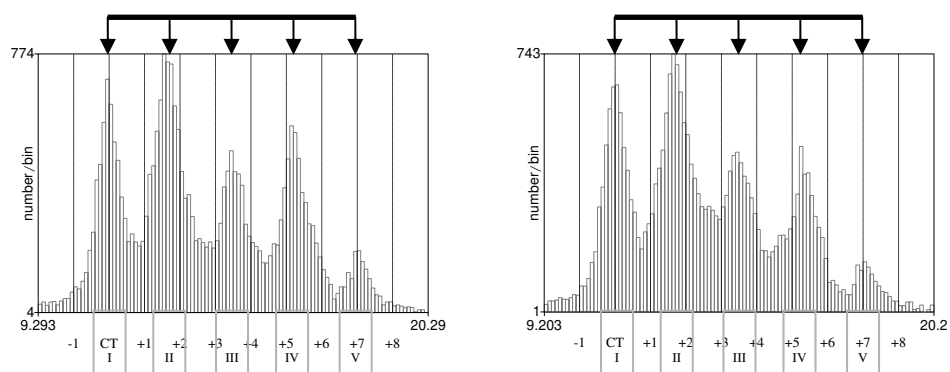 774
number/bin
4
9.293 20.29
-1 CT +1 +2 +3 +4 +5 +6 +7 +8
I II III IV V
743
number/bin
1
9.203 20.2
-1 CT +1 +2 +3 +4 +5 +6 +7 +8
I II III IV V